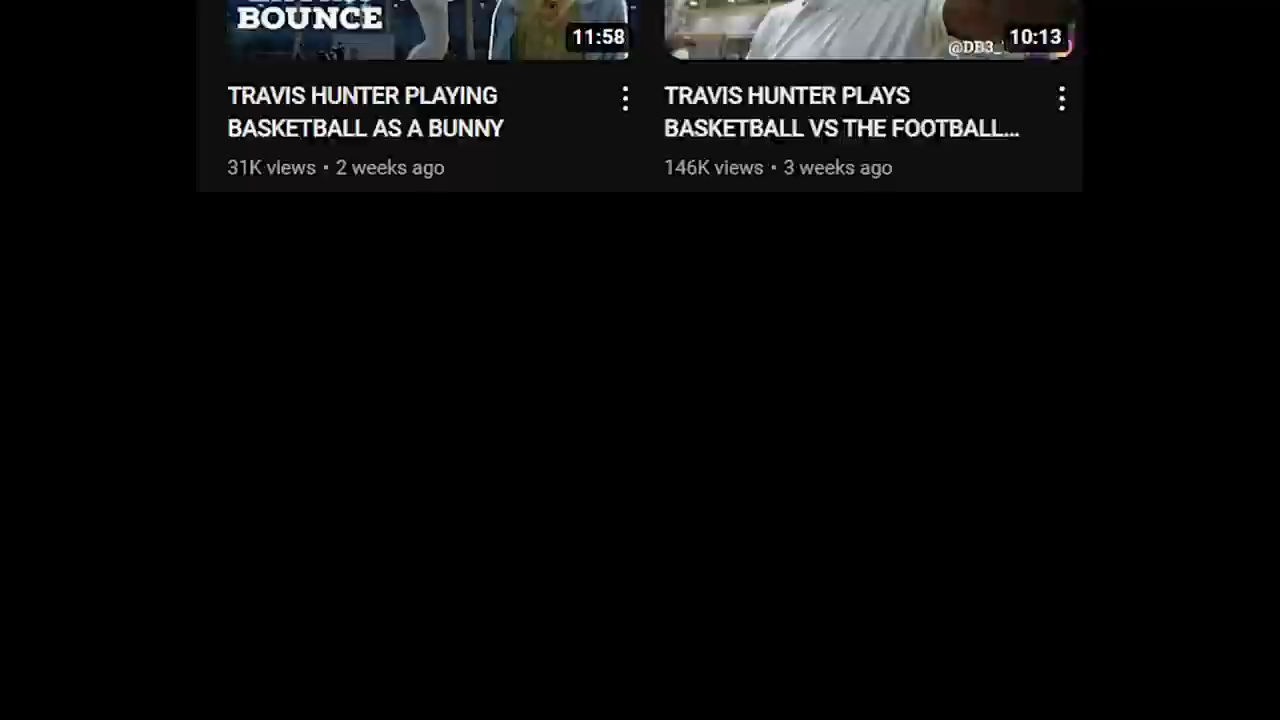 BOUNCE
11:58
@DB3_
10:13
TRAVIS HUNTER PLAYING
BASKETBALL AS A BUNNY
31K views • 2 weeks ago
TRAVIS HUNTER PLAYS
BASKETBALL VS THE FOOTBALL...
146K views • 3 weeks ago